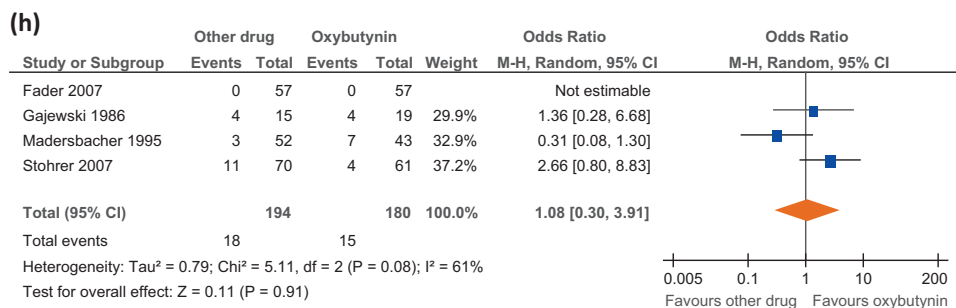 (h)
Other drug Oxybutynin Odds Ratio Odds Ratio
Study or Subgroup Events Total Events Total Weight M-H, Random, 95% CI M-H, Random, 95% CI
Fader 2007 0 57 0 57 Not estimable
Gajewski 1986 4 15 4 19 29.9% 1.36 [0.28, 6.68]
Madersbacher 1995 3 52 7 43 32.9% 0.31 [0.08, 1.30]
Stohrer 2007 11 70 4 61 37.2% 2.66 [0.80, 8.83]
Total (95% CI) 194 180 100.0% 1.08 [0.30, 3.91]
Total events 18 15
Heterogeneity: Tau² = 0.79; Chi² = 5.11, df = 2 (P = 0.08); I² = 61%
Test for overall effect: Z = 0.11 (P = 0.91)
0.005 0.1 1 10 200
Favours other drug Favours oxybutynin